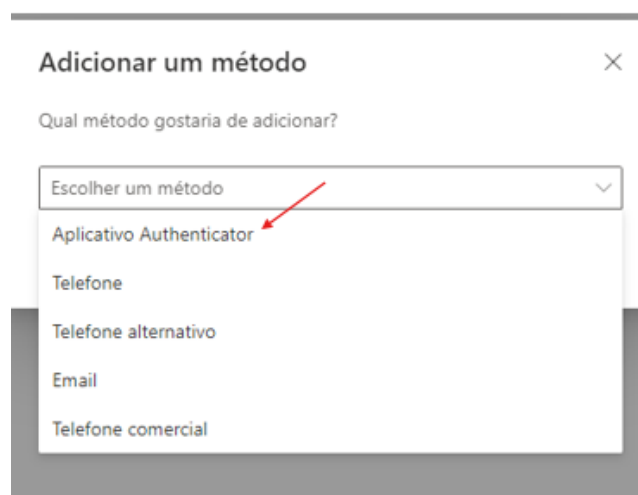 Adicionar um método
Qual método gostaria de adicionar?
Escolher um método
Aplicativo Authenticator
Telefone
Telefone alternativo
Email
Telefone comercial